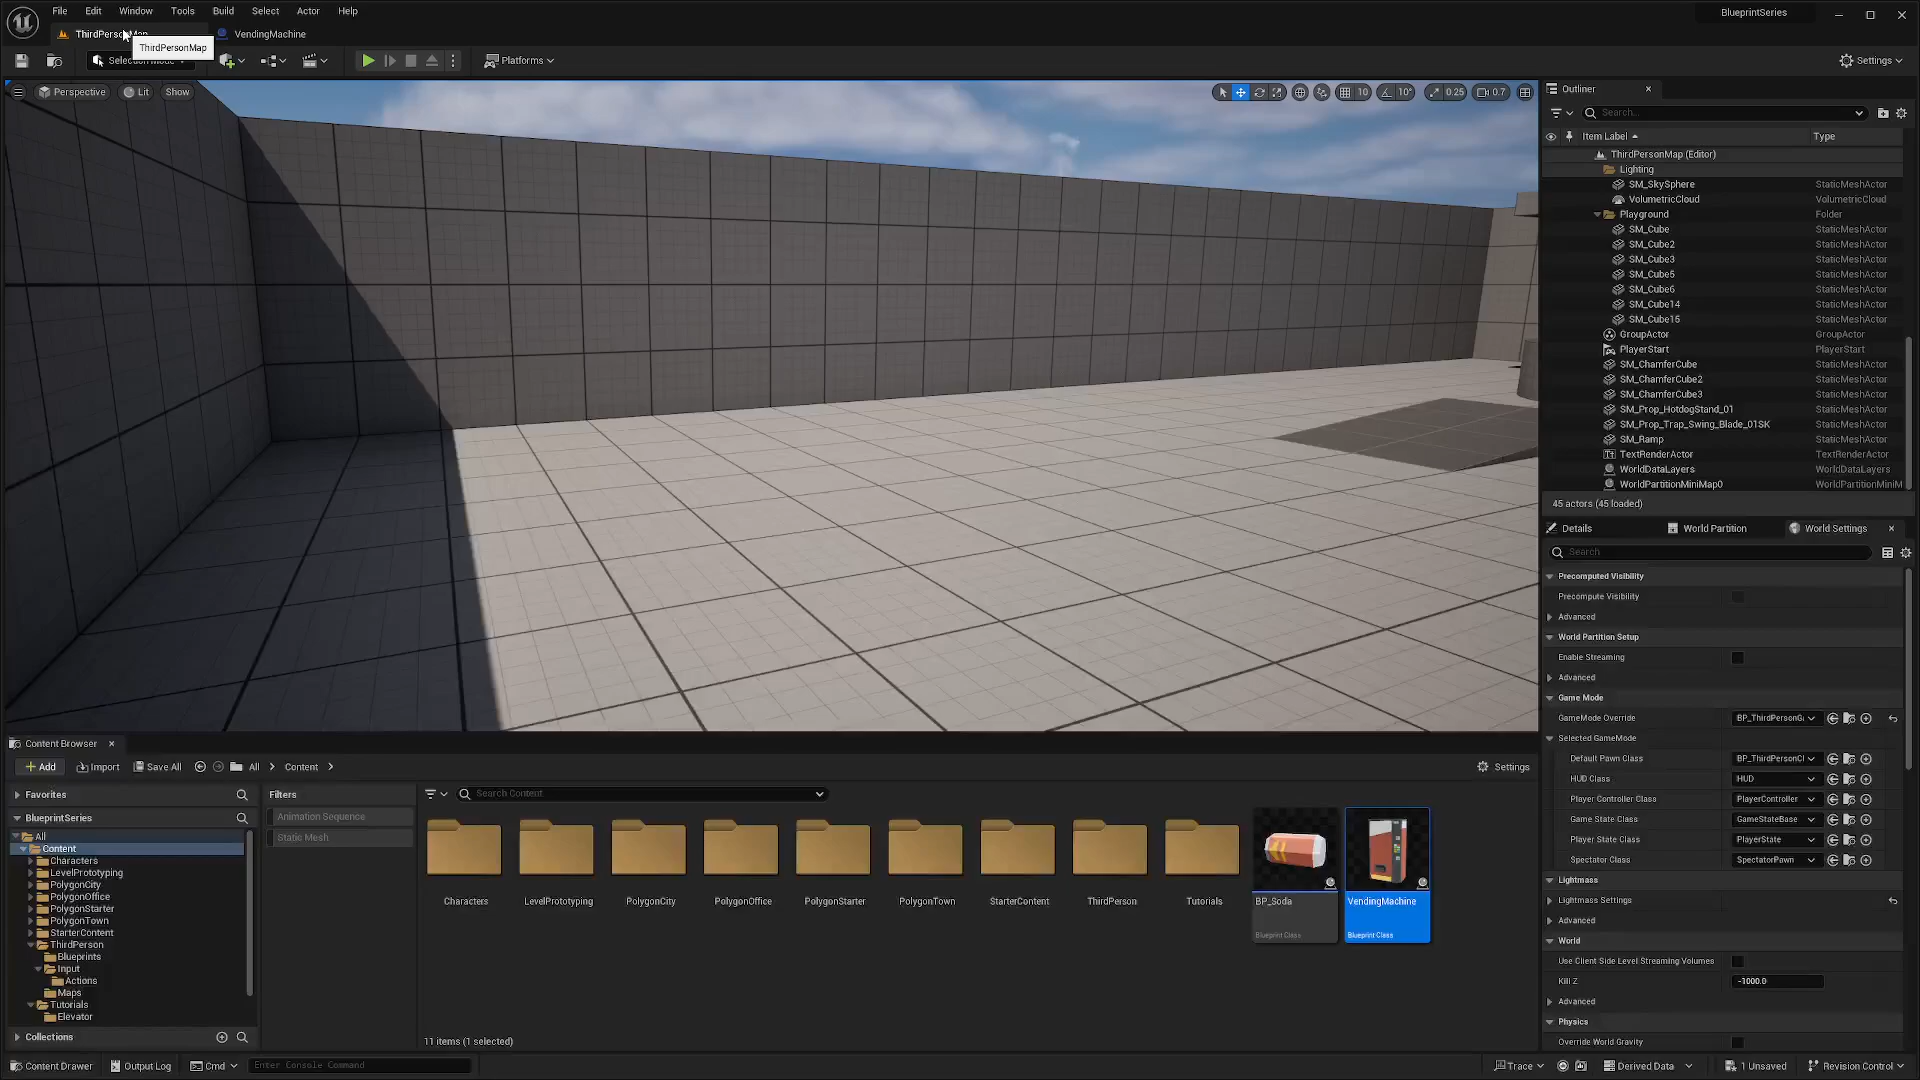 File Edit Window Tools Build Select Actor Help
BlueprintSeries
VendingMachine
ThirdPersonMap
Platforms
Settings
Perspective Lit Show
10 10° 0.25 0.7
Outliner
Search...
Item Label Type
ThirdPersonMap (Editor)
Lighting
SM_SkySphere StaticMeshActor
VolumetricCloud VolumetricCloud
Playground Folder
SM_Cube StaticMeshActor
SM_Cube2 StaticMeshActor
SM_Cube3 StaticMeshActor
SM_Cube5 StaticMeshActor
SM_Cube6 StaticMeshActor
SM_Cube14 StaticMeshActor
SM_Cube15 StaticMeshActor
GroupActor GroupActor
PlayerStart PlayerStart
SM_ChamferCube StaticMeshActor
SM_ChamferCube2 StaticMeshActor
SM_ChamferCube3 StaticMeshActor
SM_Prop_HotdogStand_01 StaticMeshActor
SM_Prop_Trap_Swing_Blade_01SK StaticMeshActor
SM_Ramp StaticMeshActor
TextRenderActor TextRenderActor
WorldDataLayers WorldDataLayers
WorldPartitionMiniMap0 WorldPartitionMiniM
45 actors (45 loaded)
Details World Partition World Settings
Search
Precomputed Visibility
Precompute Visibility
Advanced
World Partition Setup
Enable Streaming
Advanced
Game Mode
GameMode Override BP_ThirdPersonG
Selected GameMode
Default Pawn Class BP_ThirdPersonCl
HUD Class HUD
Player Controller Class PlayerController
Game State Class GameStateBase
Player State Class PlayerState
Spectator Class SpectatorPawn
Lightmass
Lightmass Settings
Advanced
World
Use Client Side Level Streaming Volumes
Kill Z -1000.0
Advanced
Physics
Override World Gravity
Content Browser
Add Import Save All All Content Settings
Favorites
BlueprintSeries
All
Content
Characters
LevelPrototyping
PolygonCity
PolygonOffice
PolygonStarter
PolygonTown
StarterContent
ThirdPerson
Blueprints
Input
Actions
Maps
Tutorials
Elevator
Collections
Filters
Animation Sequence
Static Mesh
Search Content
Characters LevelPrototyping PolygonCity PolygonOffice PolygonStarter PolygonTown StarterContent ThirdPerson Tutorials BP_Soda VendingMachine
Blueprint Class Blueprint Class
11 items (1 selected)
Content Drawer Output Log Cmd Enter Console Command
Trace Derived Data 1 Unsaved Revision Control